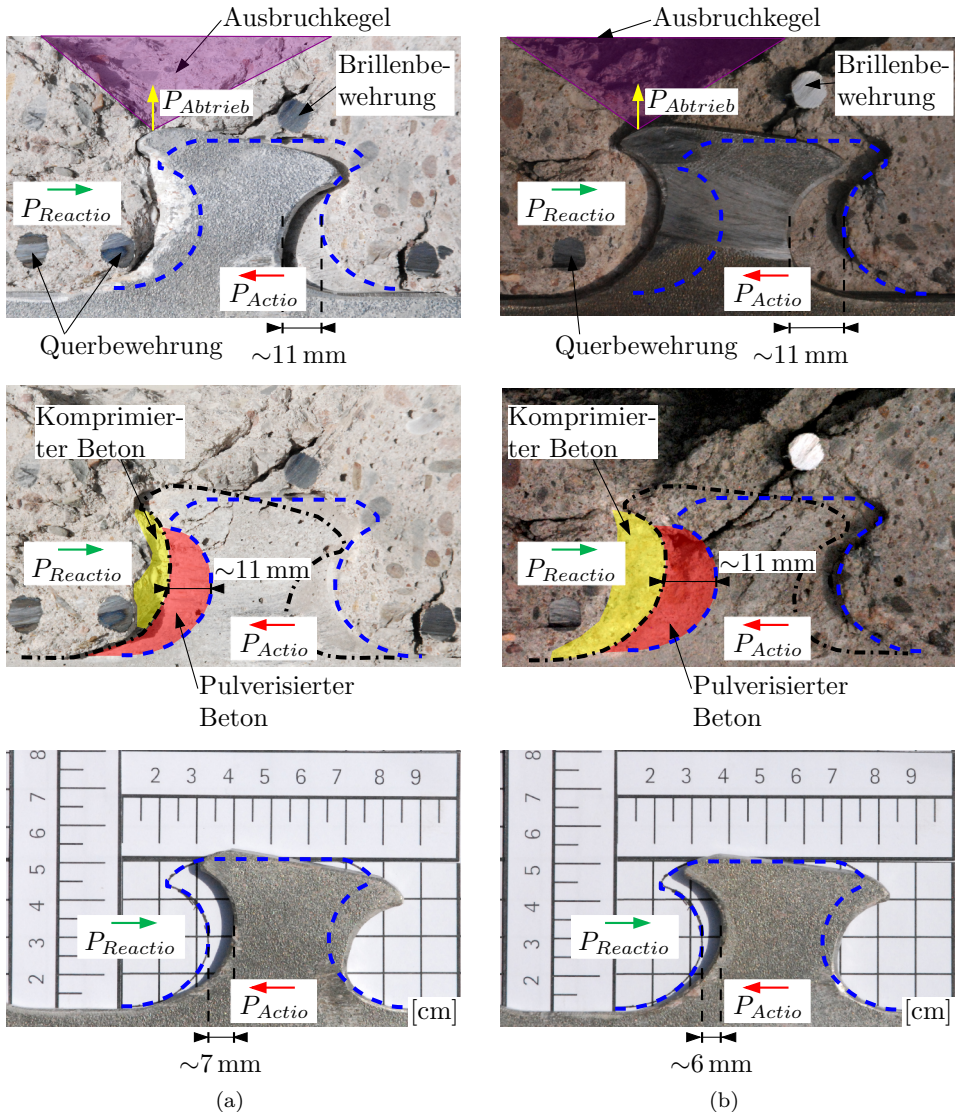 Ausbruchkegel
Brillenbe-
wehrung
P_Abtrieb
P_Reactio
P_Actio
Querbewehrung
∼11 mm
Ausbruchkegel
Brillenbe-
wehrung
P_Abtrieb
P_Reactio
P_Actio
Querbewehrung
∼11 mm
Komprimier-
ter Beton
P_Reactio
∼11 mm
P_Actio
Pulverisierter
Beton
Komprimier-
ter Beton
P_Reactio
∼11 mm
P_Actio
Pulverisierter
Beton
8
7
6
5
4
3
2
2 3 4 5 6 7 8 9
P_Reactio
P_Actio
[cm]
∼7 mm
(a)
8
7
6
5
4
3
2
2 3 4 5 6 7 8 9
P_Reactio
P_Actio
[cm]
∼6 mm
(b)